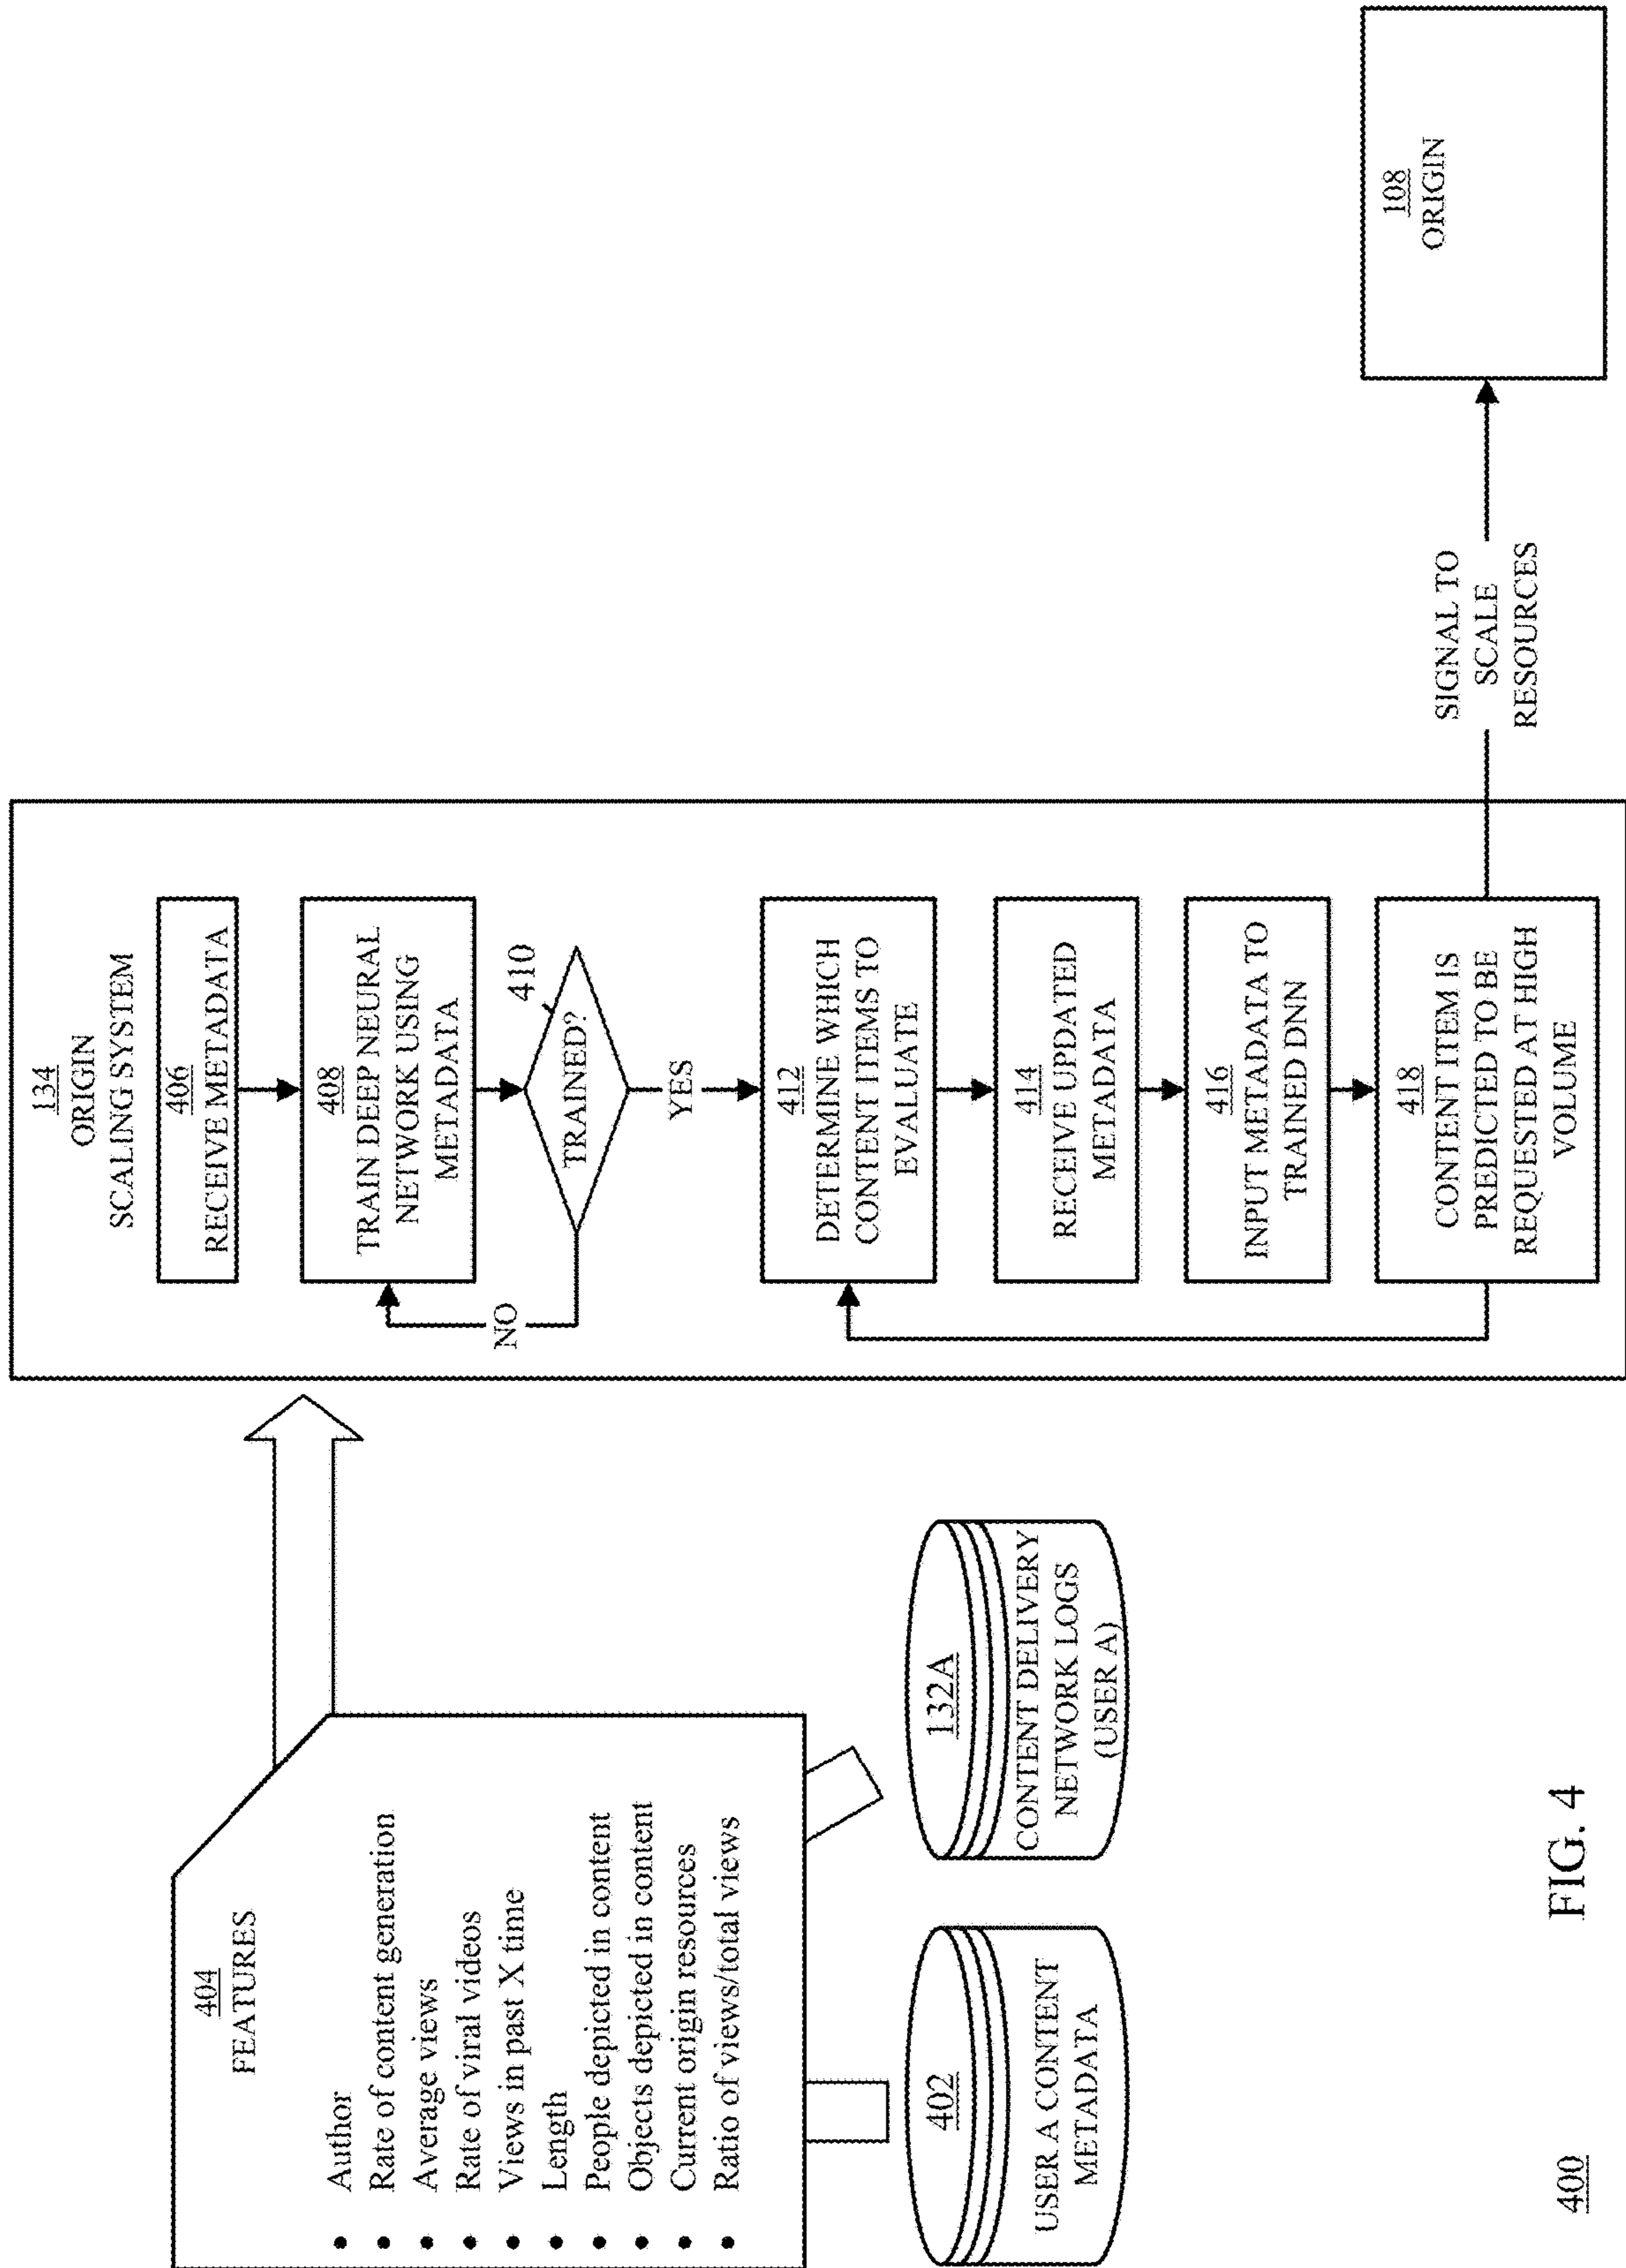 404
FEATURES
• Author
• Rate of content generation
• Average views
• Rate of viral videos
• Views in past X time
• Length
• People depicted in content
• Objects depicted in content
• Current origin resources
• Ratio of views/total views
402
USER A CONTENT
METADATA
132A
CONTENT DELIVERY
NETWORK LOGS
(USER A)
134
ORIGIN
SCALING SYSTEM
406
RECEIVE METADATA
408
TRAIN DEEP NEURAL
NETWORK USING
METADATA
410
TRAINED?
NO
YES
412
DETERMINE WHICH
CONTENT ITEMS TO
EVALUATE
414
RECEIVE UPDATED
METADATA
416
INPUT METADATA TO
TRAINED DNN
418
CONTENT ITEM IS
PREDICTED TO BE
REQUESTED AT HIGH
VOLUME
SIGNAL TO
SCALE
RESOURCES
108
ORIGIN
400
FIG. 4